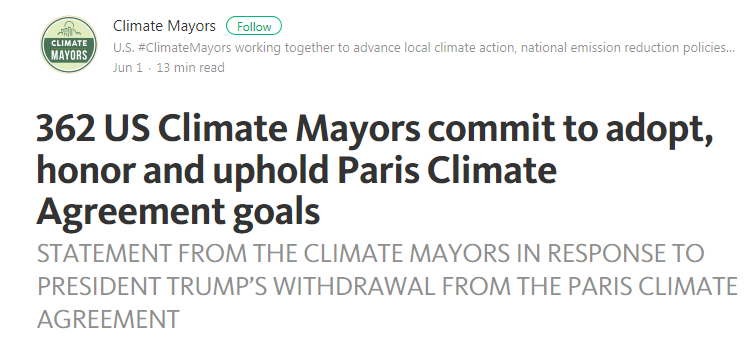 CLIMATE
MAYORS
Climate Mayors Follow
U.S. #ClimateMayors working together to advance local climate action, national emission reduction policies...
Jun 1 · 13 min read
362 US Climate Mayors commit to adopt,
honor and uphold Paris Climate
Agreement goals
STATEMENT FROM THE CLIMATE MAYORS IN RESPONSE TO
PRESIDENT TRUMP’S WITHDRAWAL FROM THE PARIS CLIMATE
AGREEMENT